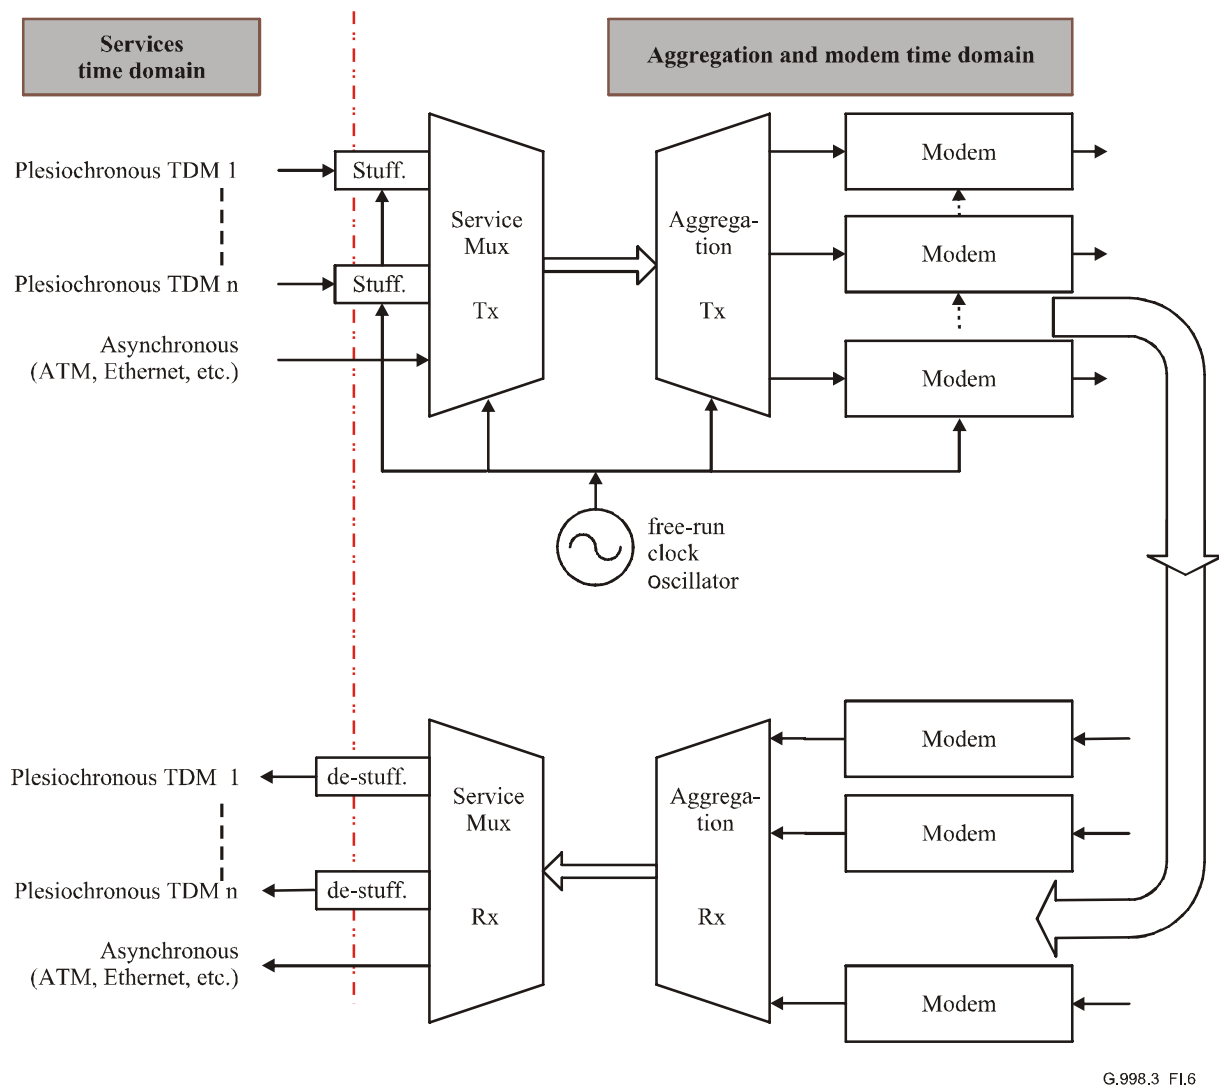 Services
time domain
Aggregation and modem time domain
Plesiochronous TDM 1
Stuff.
Modem
Service
Mux
Aggrega-
tion
Modem
Plesiochronous TDM n
Stuff.
Tx
Tx
Asynchronous
(ATM, Ethernet, etc.)
Modem
free-run
clock
oscillator
Modem
Plesiochronous TDM 1
de-stuff.
Service
Mux
Aggrega-
tion
Modem
Plesiochronous TDM n
de-stuff.
Rx
Rx
Asynchronous
(ATM, Ethernet, etc.)
Modem
G.998.3_FI.6